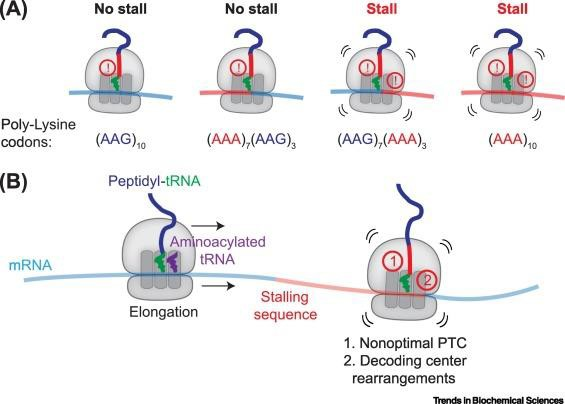 (A) No stall No stall Stall Stall
! ! ! ! ! !
Poly-Lysine
codons: (AAG)10 (AAA)7(AAG)3 (AAG)7(AAA)3 (AAA)10
(B)
Peptidyl-tRNA
Aminoacylated
tRNA
mRNA
Elongation
Stalling
sequence
1
2
1. Nonoptimal PTC
2. Decoding center
rearrangements
Trends in Biochemical Sciences